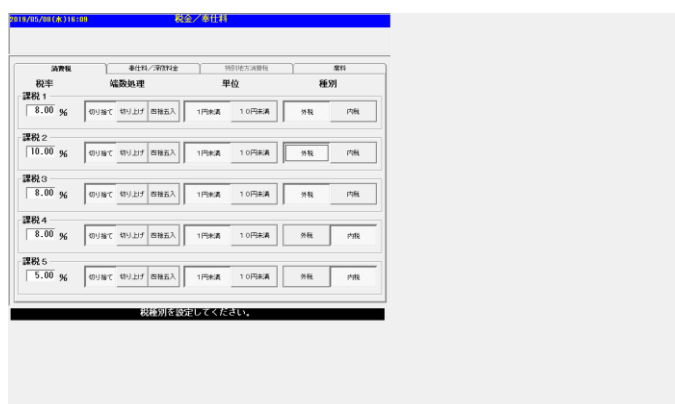 2019/05/08(水)16:09 税金/奉仕料
消費税 奉仕料/深夜料金 特別地方消費税 席料
税率 端数処理 単位 種別
課税1
8.00 % 切り捨て 切り上げ 四捨五入 1円未満 10円未満 外税 内税
課税2
10.00 % 切り捨て 切り上げ 四捨五入 1円未満 10円未満 外税 内税
課税3
8.00 % 切り捨て 切り上げ 四捨五入 1円未満 10円未満 外税 内税
課税4
8.00 % 切り捨て 切り上げ 四捨五入 1円未満 10円未満 外税 内税
課税5
5.00 % 切り捨て 切り上げ 四捨五入 1円未満 10円未満 外税 内税
税種別を設定してください。